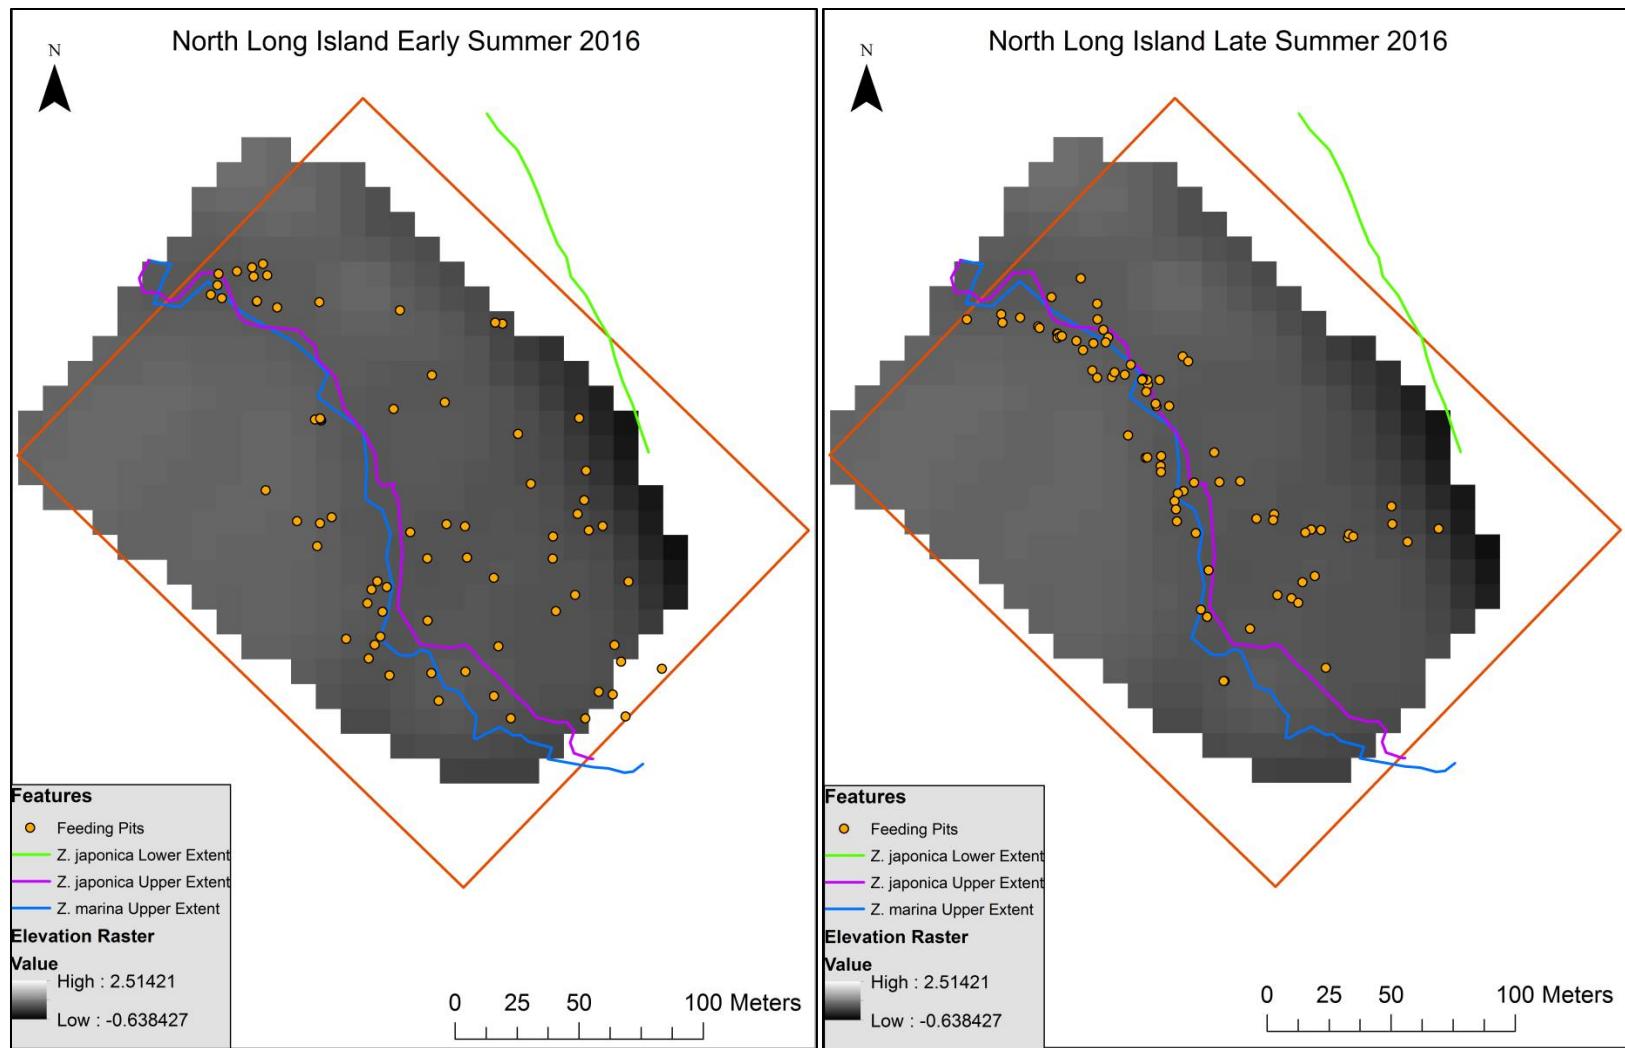 North Long Island Early Summer 2016
N
Features
Feeding Pits
Z. japonica Lower Extent
Z. japonica Upper Extent
Z. marina Upper Extent
Elevation Raster
Value
High : 2.51421
Low : -0.638427
0 25 50 100 Meters
North Long Island Late Summer 2016
N
Features
Feeding Pits
Z. japonica Lower Extent
Z. japonica Upper Extent
Z. marina Upper Extent
Elevation Raster
Value
High : 2.51421
Low : -0.638427
0 25 50 100 Meters